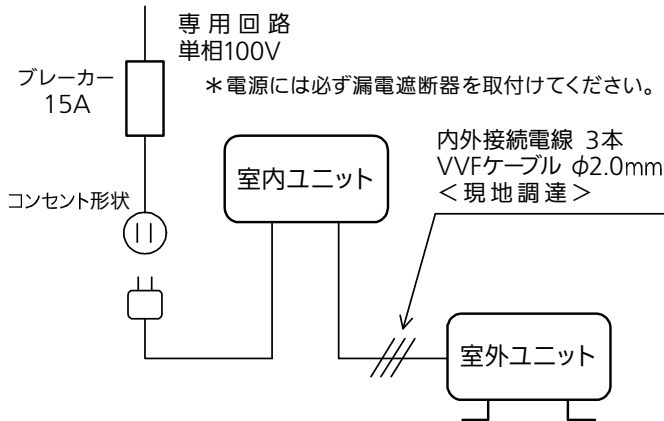 専用回路
単相100V
ブレーカー
15A
＊電源には必ず漏電遮断器を取付けてください。
内外接続電線 3本
VVFケーブル φ2.0mm
＜現地調達＞
室内ユニット
コンセント形状
室外ユニット